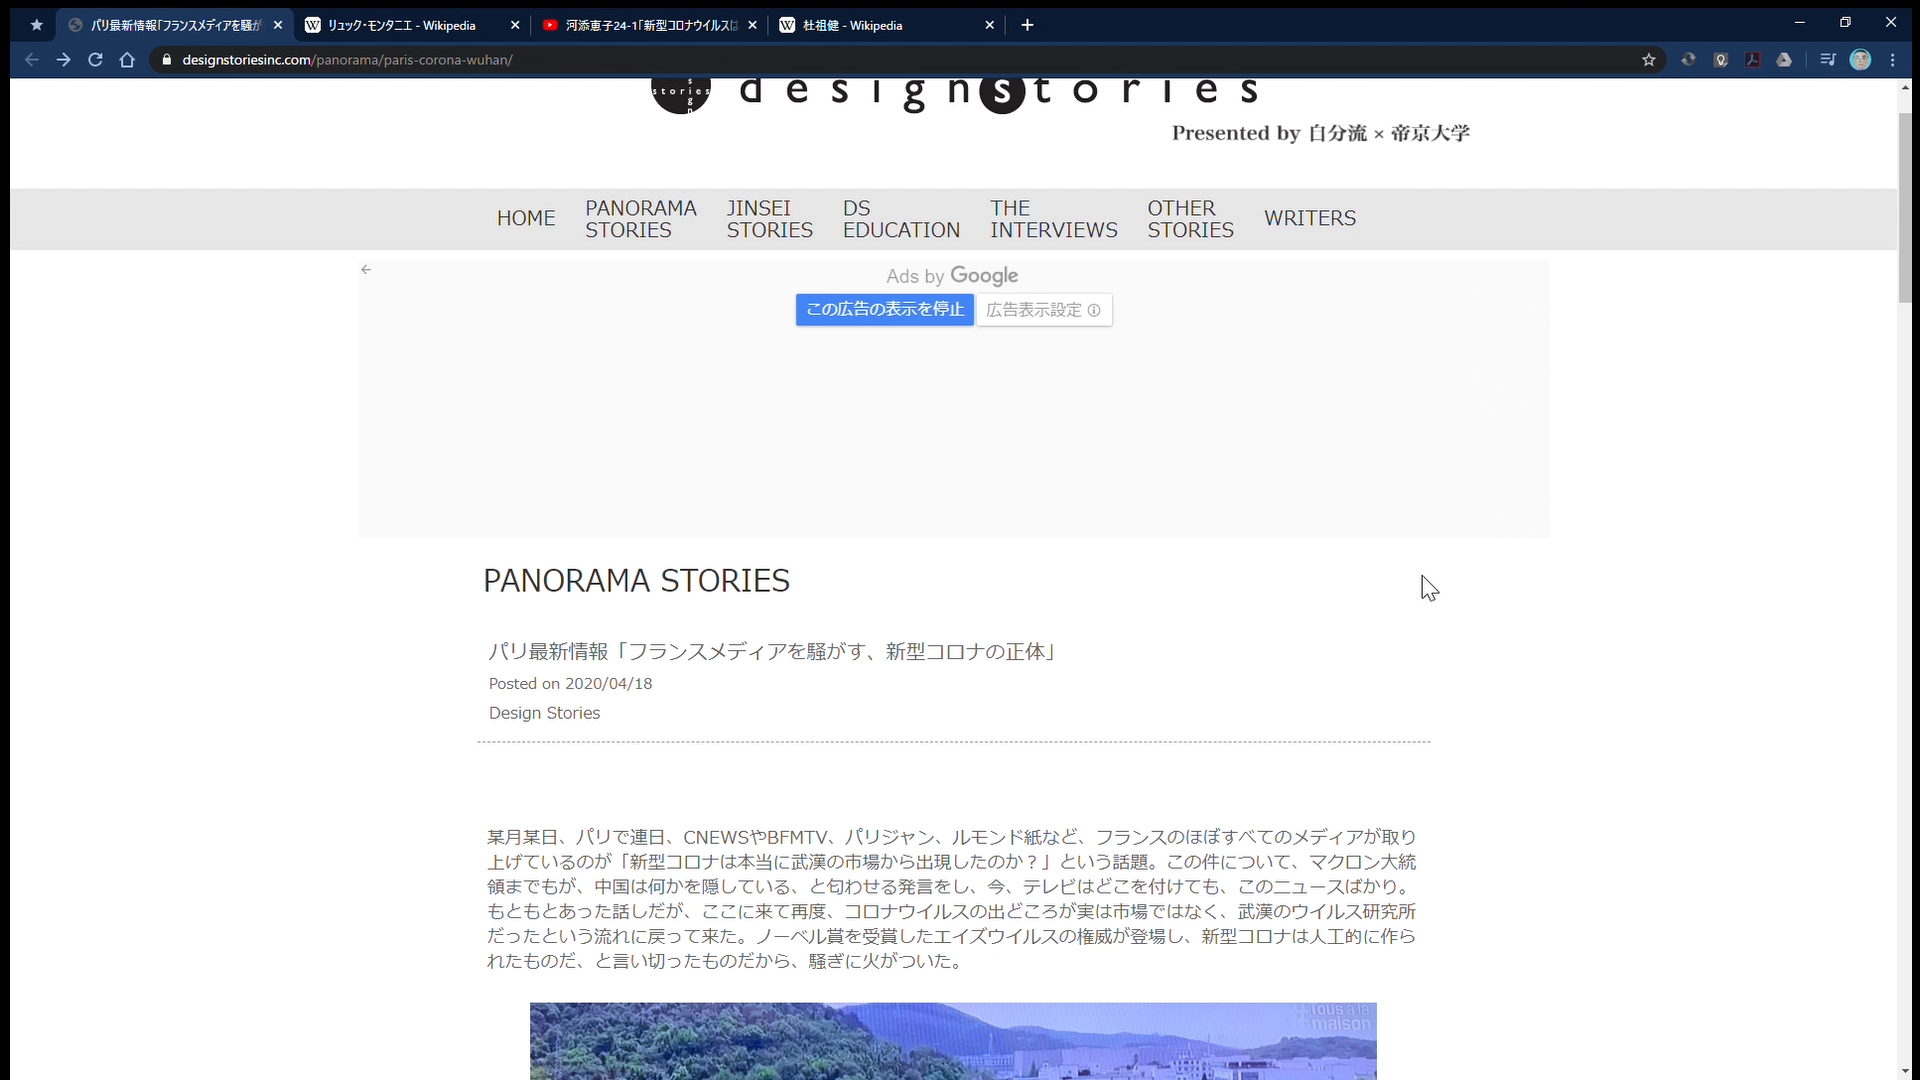 パリ最新情報「フランスメディアを騒が
リュック・モンタニエ - Wikipedia
河添恵子24-1「新型コロナウイルスは
杜祖健 - Wikipedia
designstoriesinc.com/panorama/paris-corona-wuhan/
stories
designstories
Presented by 自分流 × 帝京大学
HOME
PANORAMA
STORIES
JINSEI
STORIES
DS
EDUCATION
THE
INTERVIEWS
OTHER
STORIES
WRITERS
Ads by Google
この広告の表示を停止
広告表示設定
PANORAMA STORIES
パリ最新情報「フランスメディアを騒がす、新型コロナの正体」
Posted on 2020/04/18
Design Stories
某月某日、パリで連日、CNEWSやBFMTV、パリジャン、ルモンド紙など、フランスのほぼすべてのメディアが取り
上げているのが「新型コロナは本当に武漢の市場から出現したのか？」という話題。この件について、マクロン大統
領までもが、中国は何かを隠している、と匂わせる発言をし、今、テレビはどこを付けても、このニュースばかり。
もともとあった話しだが、ここに来て再度、コロナウイルスの出どころが実は市場ではなく、武漢のウイルス研究所
だったという流れに戻って来た。ノーベル賞を受賞したエイズウイルスの権威が登場し、新型コロナは人工的に作ら
れたものだ、と言い切ったものだから、騒ぎに火がついた。
Tous à la
maison